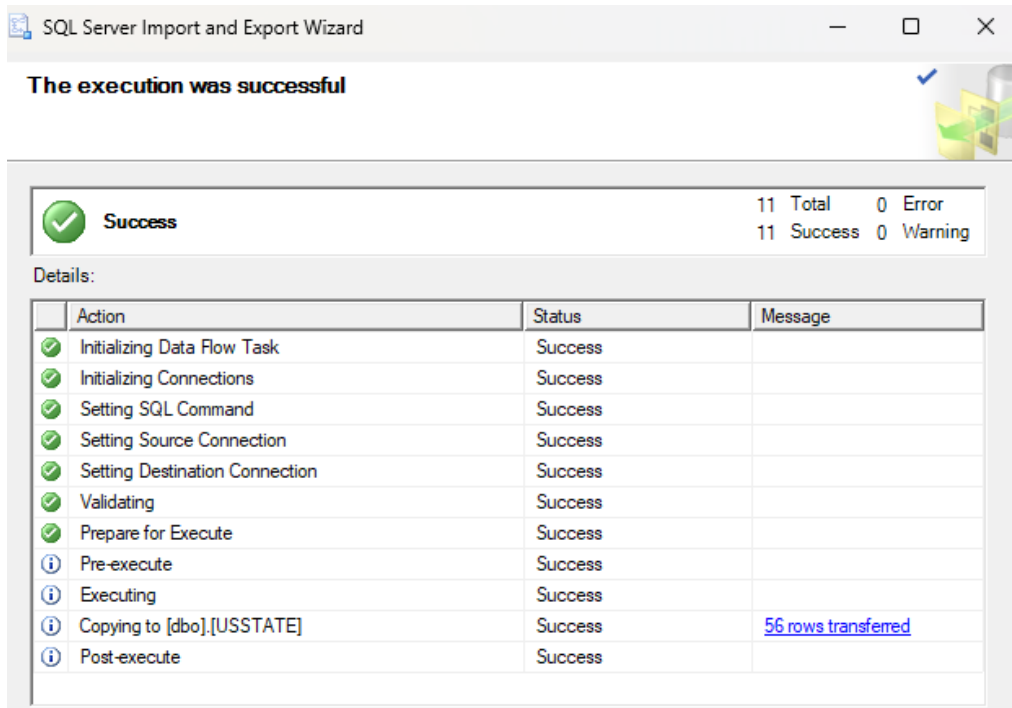 SQL Server Import and Export Wizard
The execution was successful
Success
11 Total 0 Error
11 Success 0 Warning
Details:
Action Status Message
Initializing Data Flow Task Success
Initializing Connections Success
Setting SQL Command Success
Setting Source Connection Success
Setting Destination Connection Success
Validating Success
Prepare for Execute Success
Pre-execute Success
Executing Success
Copying to [dbo].[USSTATE] Success 56 rows transferred
Post-execute Success